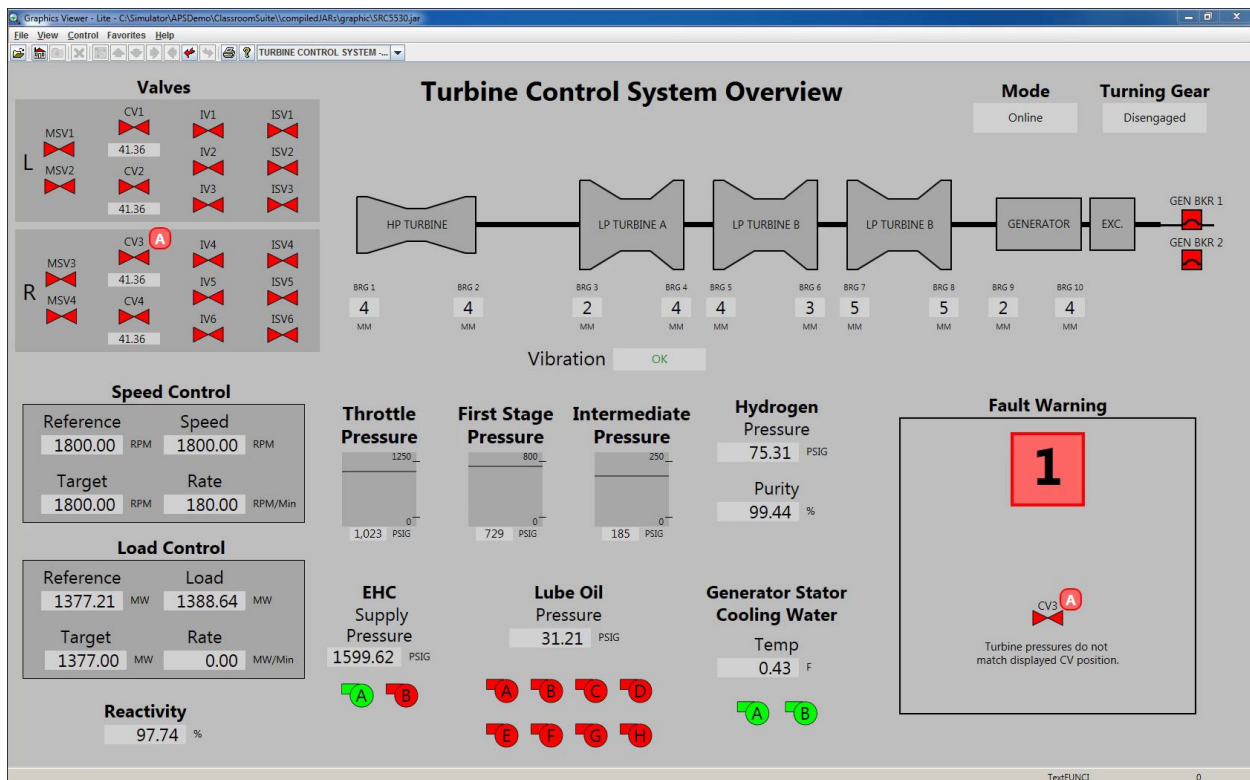 Graphics Viewer - Lite - C:\Simulator\APSDemo\ClassroomSuite\\compiledJARs\graphic\SRC5530.jar
File View Control Favorites Help
TURBINE CONTROL SYSTEM -...
Turbine Control System Overview
Mode
Online
Turning Gear
Disengaged
Valves
L
MSV1
MSV2
CV1
41.36
CV2
41.36
IV1
IV2
IV3
ISV1
ISV2
ISV3
R
MSV3
MSV4
CV3
A
41.36
CV4
41.36
IV4
IV5
IV6
ISV4
ISV5
ISV6
HP TURBINE
LP TURBINE A
LP TURBINE B
LP TURBINE B
GENERATOR
EXC.
GEN BKR 1
GEN BKR 2
BRG 1
4
MM
BRG 2
4
MM
BRG 3
2
MM
BRG 4
4
MM
BRG 5
4
MM
BRG 6
3
MM
BRG 7
5
MM
BRG 8
5
MM
BRG 9
2
MM
BRG 10
4
MM
Vibration OK
Speed Control
Reference Speed
1800.00 RPM 1800.00 RPM
Target Rate
1800.00 RPM 180.00 RPM/Min
Load Control
Reference Load
1377.21 MW 1388.64 MW
Target Rate
1377.00 MW 0.00 MW/Min
Reactivity
97.74 %
Throttle
Pressure
1250
0
1,023 PSIG
First Stage
Pressure
800
0
729 PSIG
Intermediate
Pressure
250
0
185 PSIG
Hydrogen
Pressure
75.31 PSIG
Purity
99.44 %
EHC
Supply
Pressure
1599.62 PSIG
A B
Lube Oil
Pressure
31.21 PSIG
A B C D
E F G H
Generator Stator
Cooling Water
Temp
0.43 F
A B
Fault Warning
1
CV3 A
Turbine pressures do not
match displayed CV position.
TextFUNC1 0